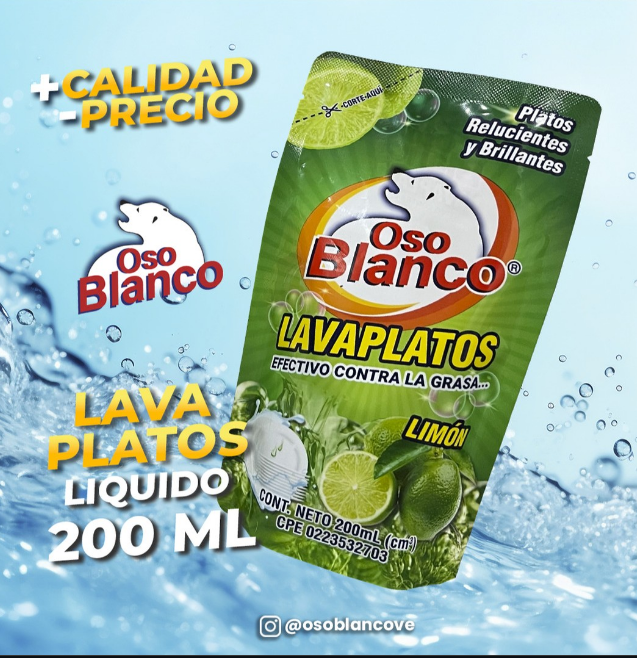 +CALIDAD
-PRECIO
CORTE-AQUI
Platos
Relucientes
y Brillantes
Oso
Blanco®
Oso
Blanco
LAVAPLATOS
EFECTIVO CONTRA LA GRASA...
LIMÓN
LAVA
PLATOS
LIQUIDO
200 ML
CONT. NETO 200mL (cm³)
CPE 0223532703
@osoblancove